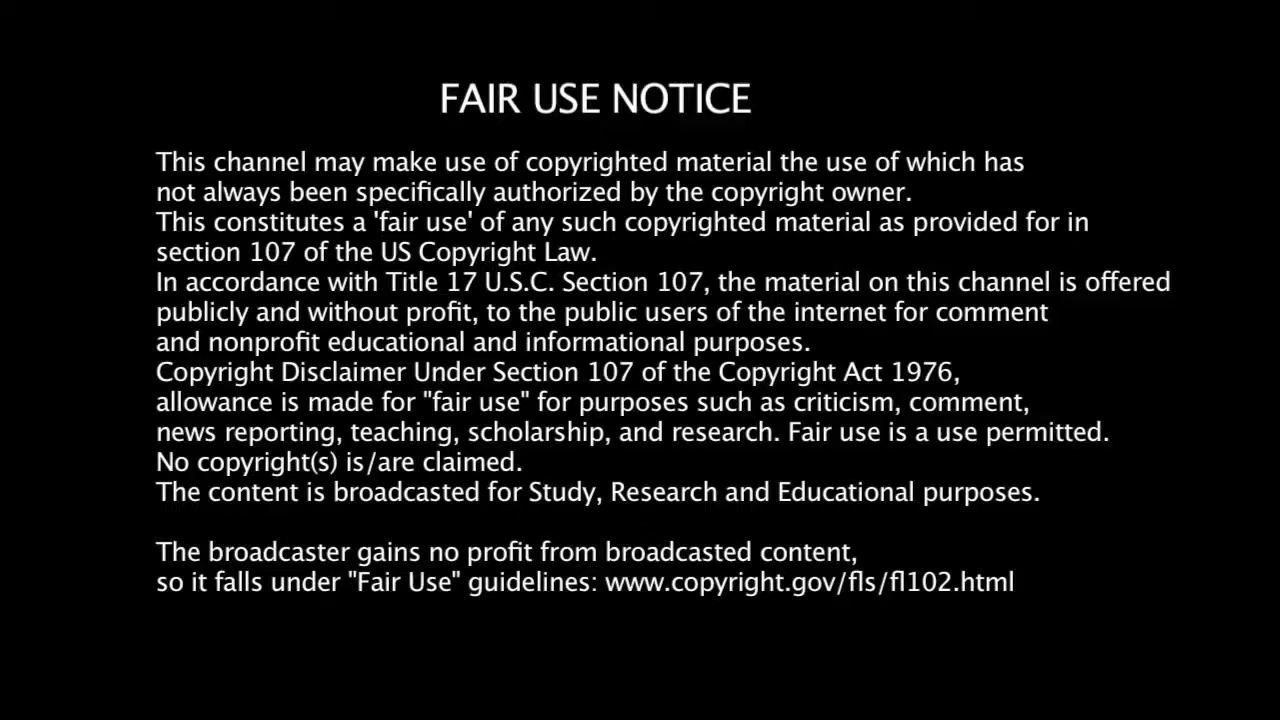 FAIR USE NOTICE
This channel may make use of copyrighted material the use of which has
not always been specifically authorized by the copyright owner.
This constitutes a 'fair use' of any such copyrighted material as provided for in
section 107 of the US Copyright Law.
In accordance with Title 17 U.S.C. Section 107, the material on this channel is offered
publicly and without profit, to the public users of the internet for comment
and nonprofit educational and informational purposes.
Copyright Disclaimer Under Section 107 of the Copyright Act 1976,
allowance is made for "fair use" for purposes such as criticism, comment,
news reporting, teaching, scholarship, and research. Fair use is a use permitted.
No copyright(s) is/are claimed.
The content is broadcasted for Study, Research and Educational purposes.
The broadcaster gains no profit from broadcasted content,
so it falls under "Fair Use" guidelines: www.copyright.gov/fls/fl102.html